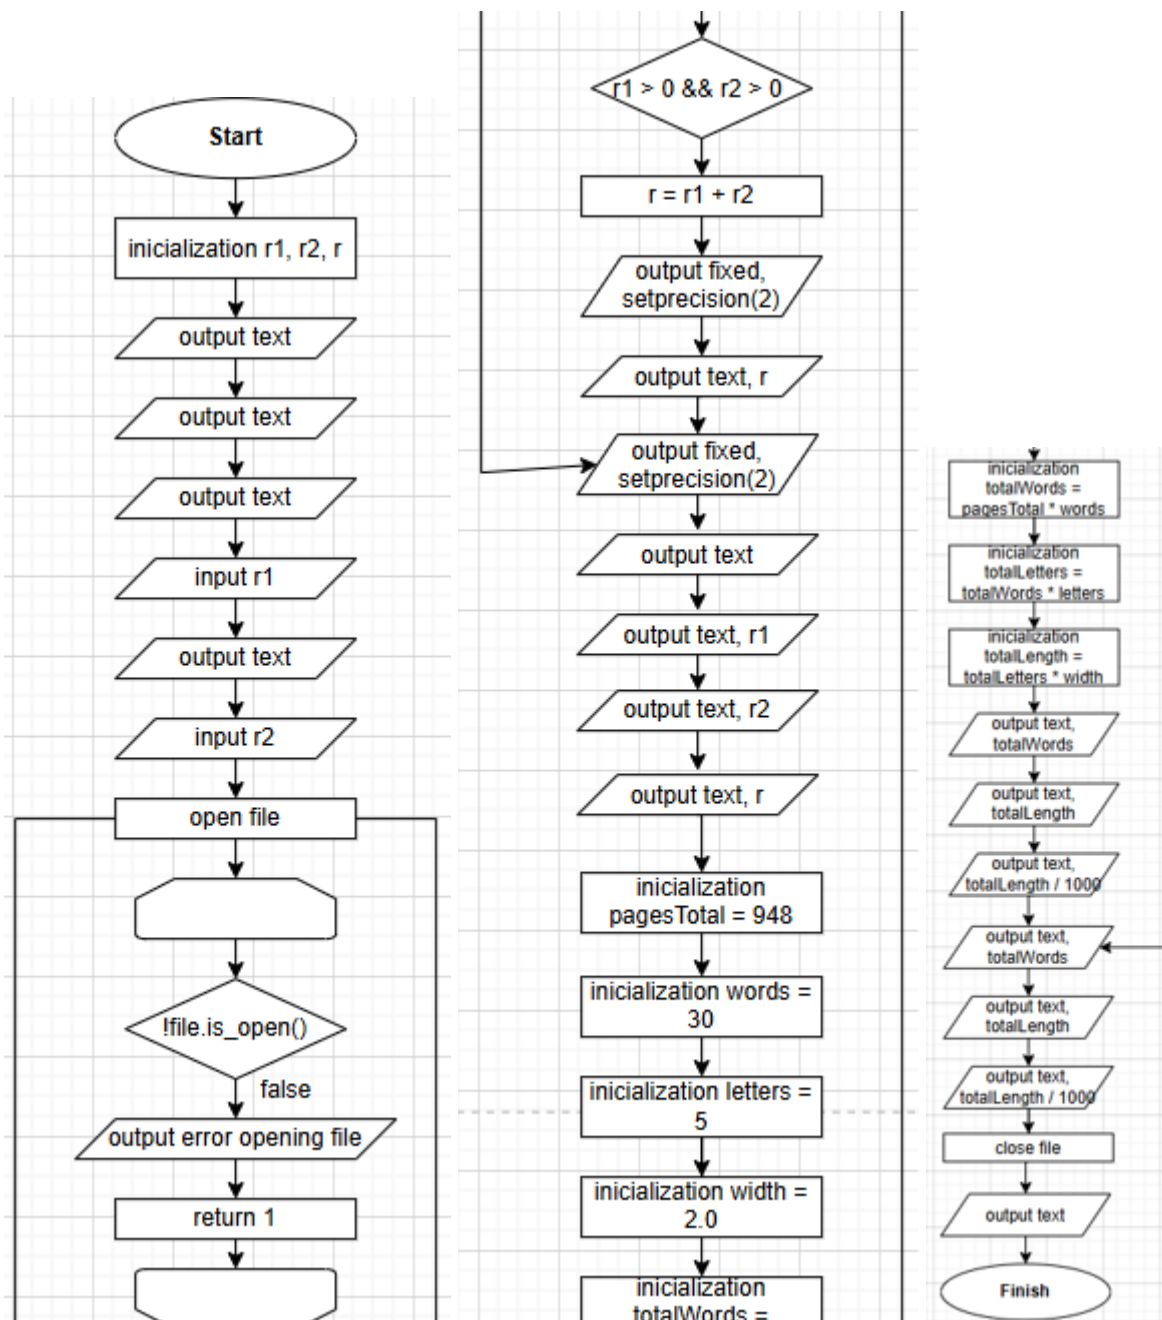 Start
inicialization r1, r2, r
output text
output text
output text
input r1
output text
input r2
open file
!file.is_open()
false
output error opening file
return 1
r1 > 0 && r2 > 0
r = r1 + r2
output fixed,
setprecision(2)
output text, r
output fixed,
setprecision(2)
output text
output text, r1
output text, r2
output text, r
inicialization
pagesTotal = 948
inicialization words =
30
inicialization letters =
5
inicialization width =
2.0
inicialization
totalWords =
inicialization
totalWords =
pagesTotal * words
inicialization
totalLetters =
totalWords * letters
inicialization
totalLength =
totalLetters * width
output text,
totalWords
output text,
totalLength
output text,
totalLength / 1000
output text,
totalWords
output text,
totalLength
output text,
totalLength / 1000
close file
output text
Finish